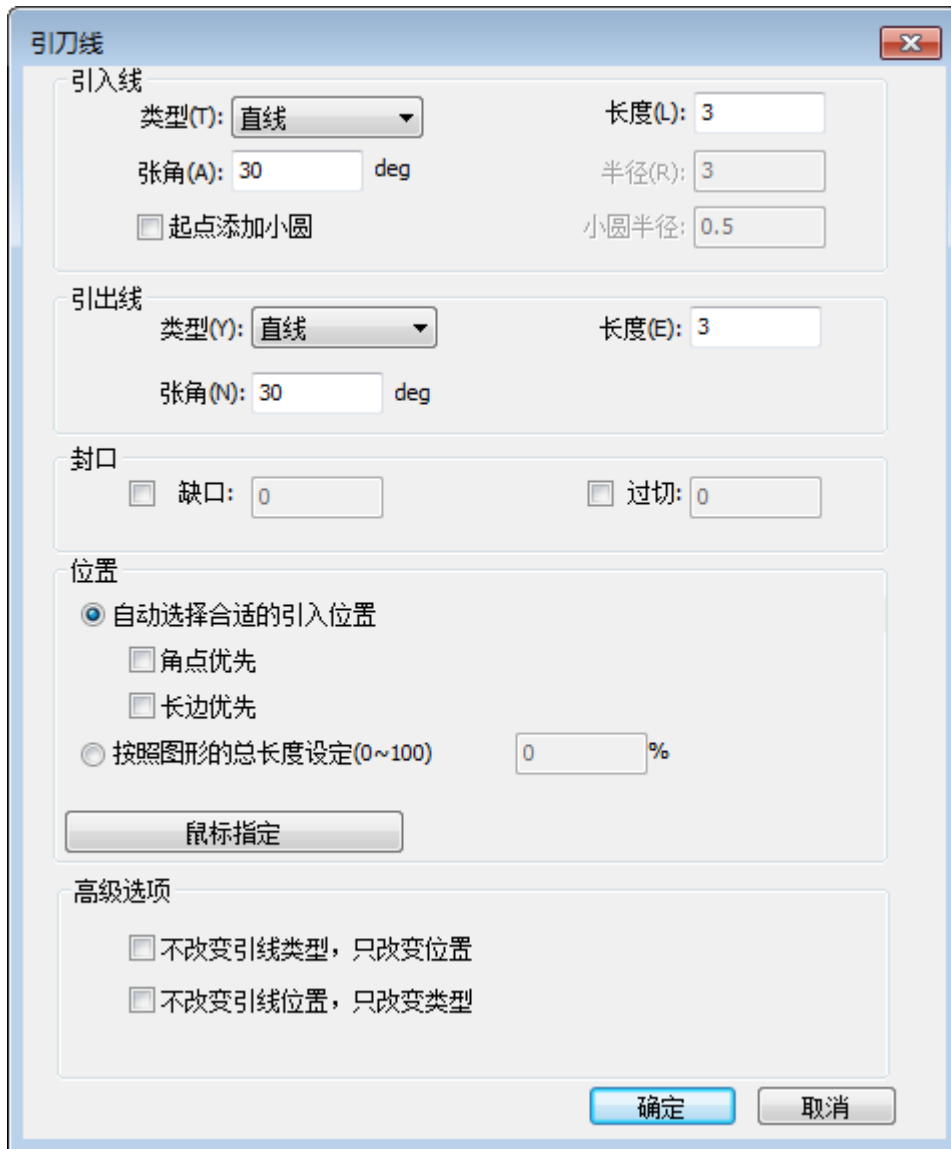 引刀线
引入线
类型(T): 直线 长度(L): 3
张角(A): 30 deg 半径(R): 3
起点添加小圆 小圆半径: 0.5
引出线
类型(Y): 直线 长度(E): 3
张角(N): 30 deg
封口
缺口: 0 过切: 0
位置
自动选择合适的引入位置
角点优先
长边优先
按照图形的总长度设定(0~100) 0 %
鼠标指定
高级选项
不改变引线类型，只改变位置
不改变引线位置，只改变类型
确定 取消